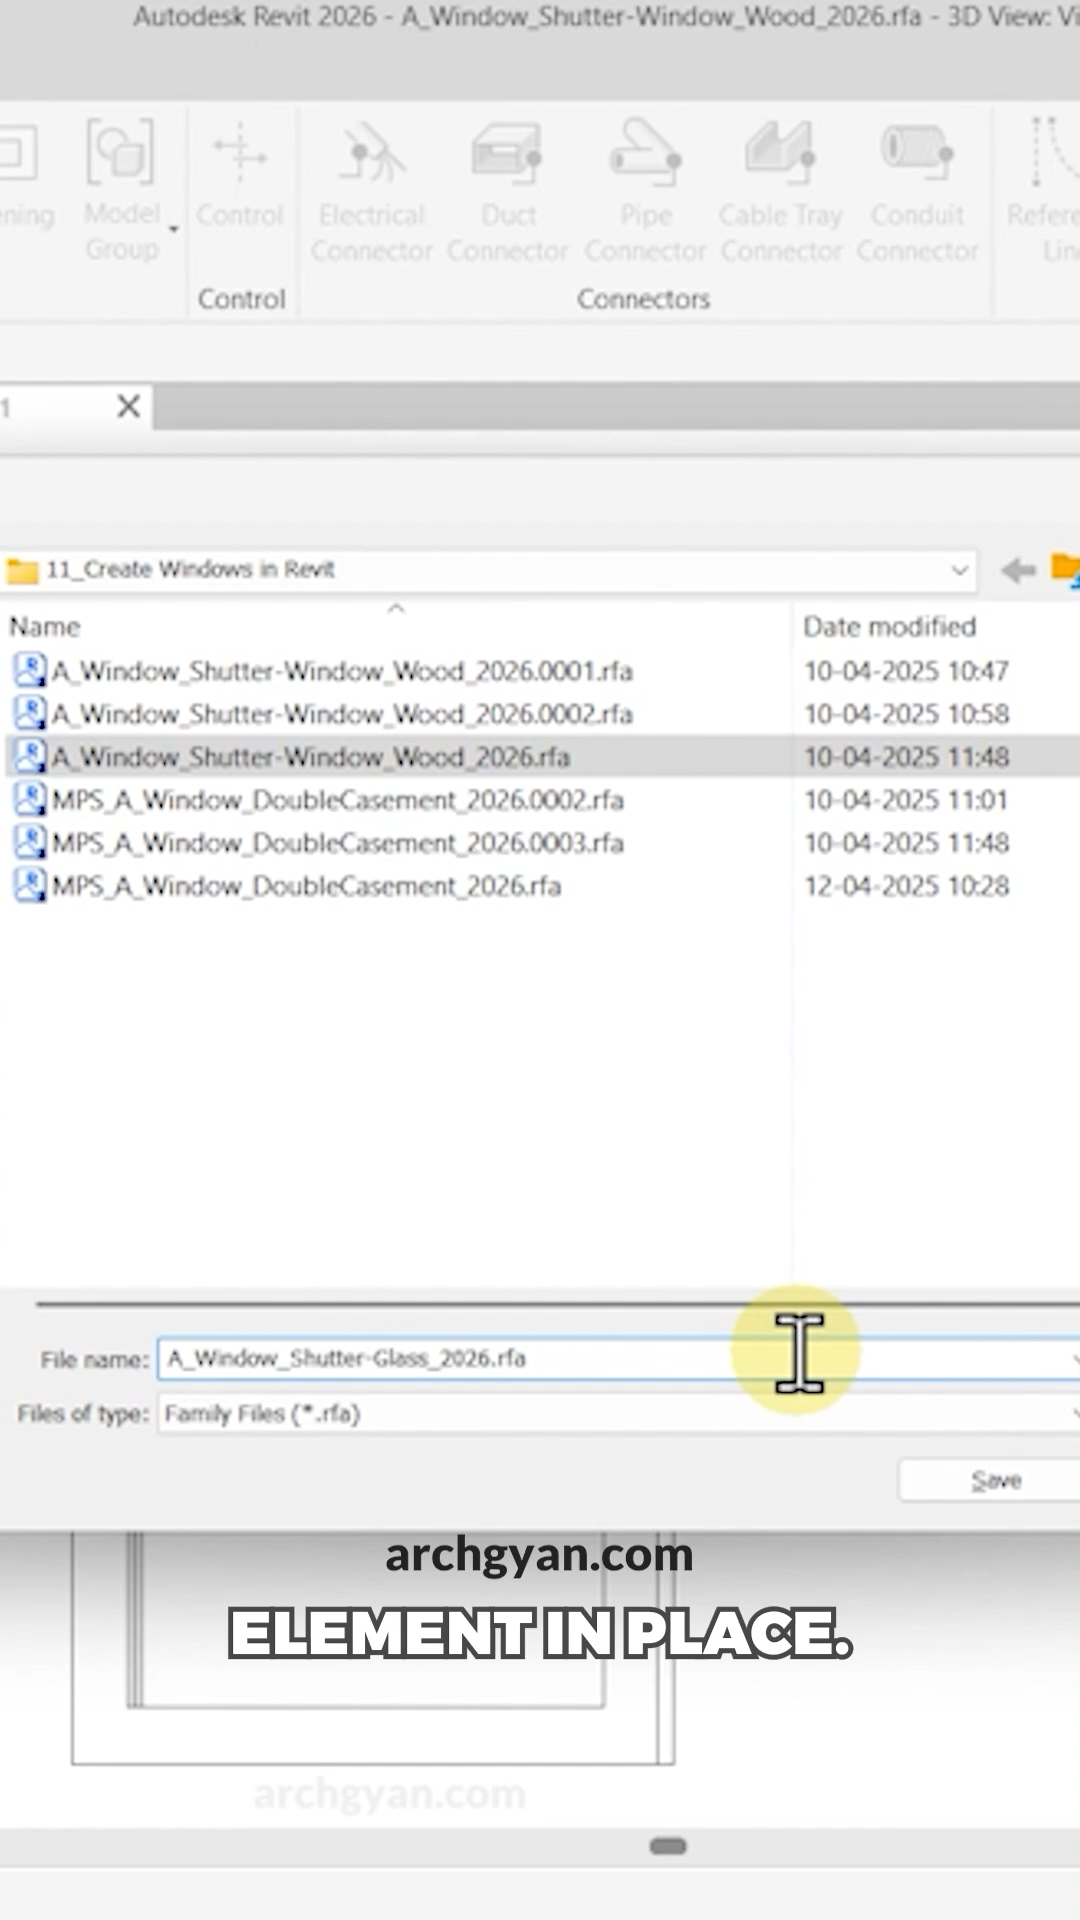 Autodesk Revit 2026 - A_Window_Shutter-Window_Wood_2026.rfa - 3D View: Vi
ening
Model
Group
Control
Electrical
Connector
Duct
Connector
Pipe
Connector
Cable Tray
Connector
Conduit
Connector
Refere
Line
Control
Connectors
1
11_Create Windows in Revit
Name
Date modified
A_Window_Shutter-Window_Wood_2026.0001.rfa 10-04-2025 10:47
A_Window_Shutter-Window_Wood_2026.0002.rfa 10-04-2025 10:58
A_Window_Shutter-Window_Wood_2026.rfa 10-04-2025 11:48
MPS_A_Window_DoubleCasement_2026.0002.rfa 10-04-2025 11:01
MPS_A_Window_DoubleCasement_2026.0003.rfa 10-04-2025 11:48
MPS_A_Window_DoubleCasement_2026.rfa 12-04-2025 10:28
File name: A_Window_Shutter-Glass_2026.rfa
Files of type: Family Files (*.rfa)
Save
archgyan.com
ELEMENT IN PLACE.
archgyan.com